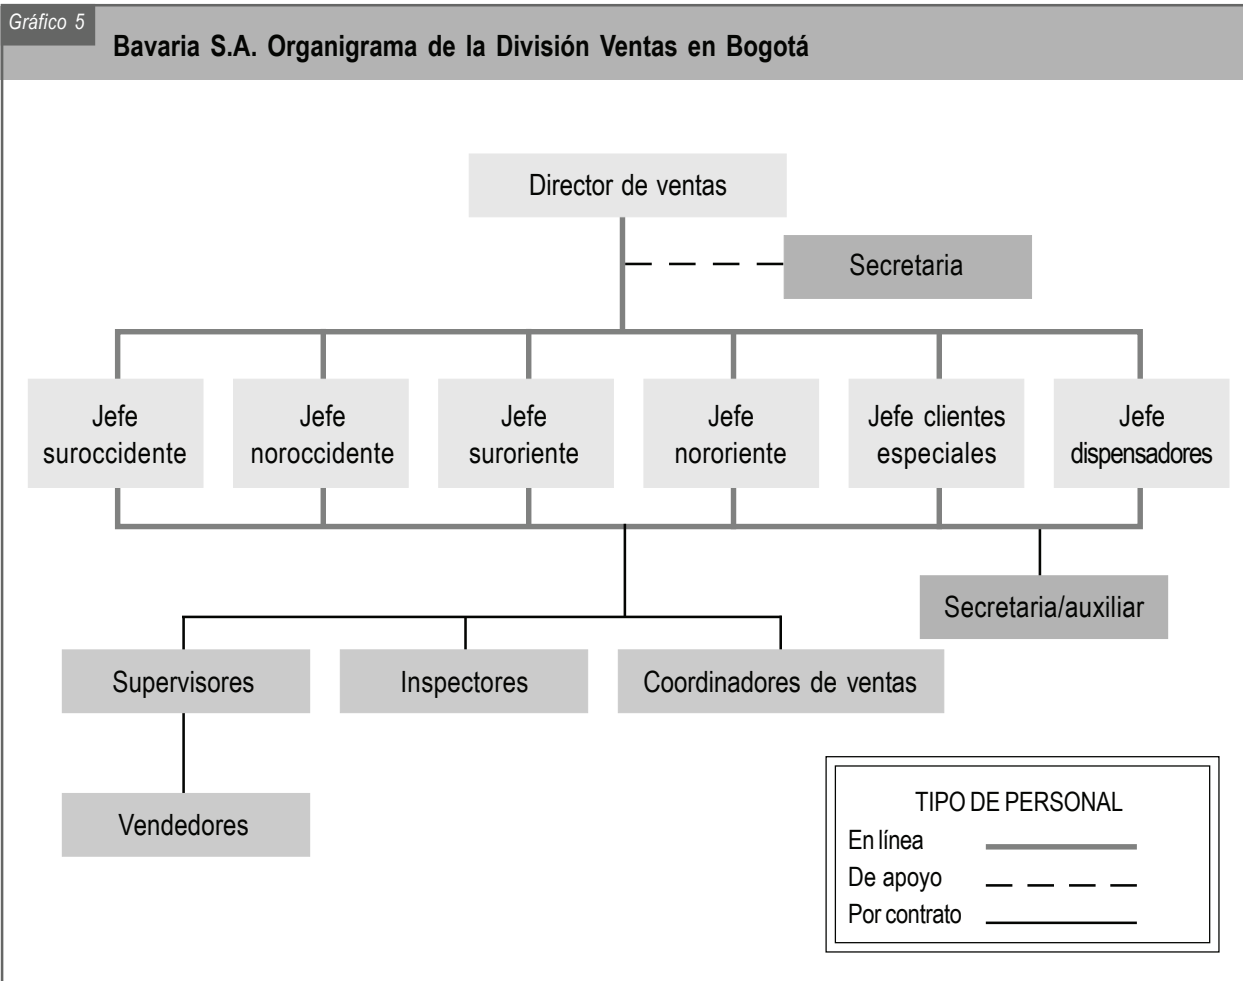 Gráfico 5
Bavaria S.A. Organigrama de la División Ventas en Bogotá
Director de ventas
Secretaria
Jefe
suroccidente
Jefe
noroccidente
Jefe
suroriente
Jefe
nororiente
Jefe clientes
especiales
Jefe
dispensadores
Secretaria/auxiliar
Supervisores
Inspectores
Coordinadores de ventas
Vendedores
TIPO DE PERSONAL
En línea
De apoyo
Por contrato